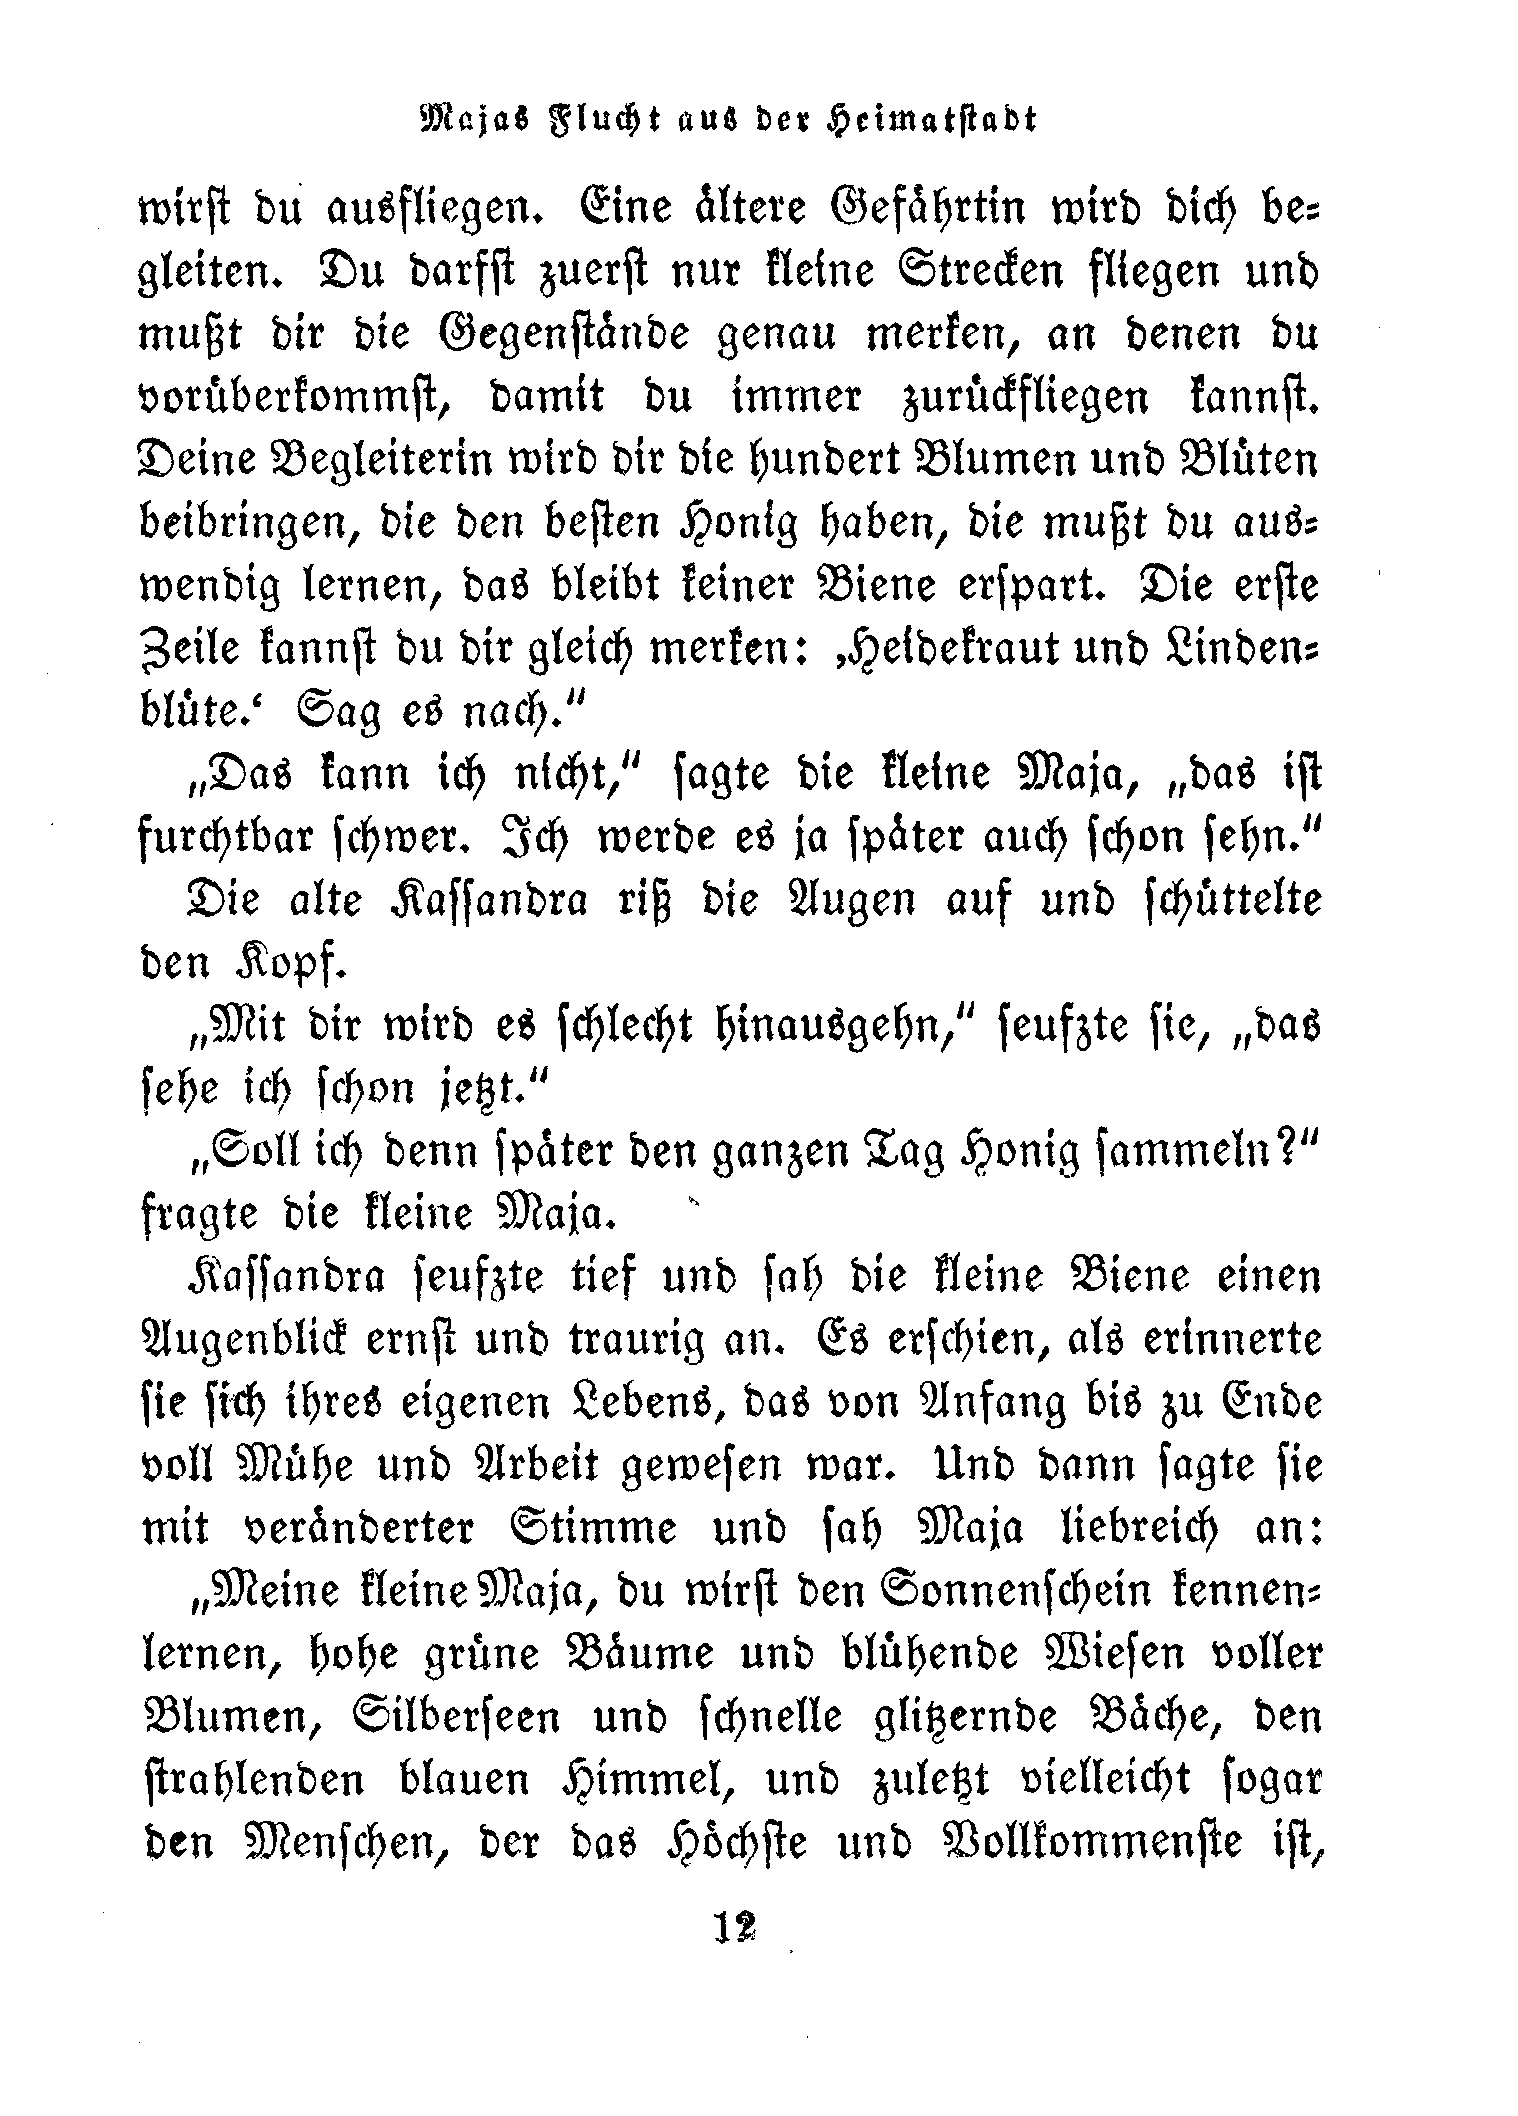 Majas Flucht aus der Heimatstadt
wirst du ausfliegen. Eine ältere Gefährtin wird dich be-
gleiten. Du darfst zuerst nur kleine Strecken fliegen und
mußt dir die Gegenstände genau merken, an denen du
vorüberkommst, damit du immer zurückfliegen kannst.
Deine Begleiterin wird dir die hundert Blumen und Blüten
beibringen, die den besten Honig haben, die mußt du aus-
wendig lernen, das bleibt keiner Biene erspart. Die erste
Zeile kannst du dir gleich merken: ‚Heidekraut und Linden-
blüte.‘ Sag es nach.“
„Das kann ich nicht,“ sagte die kleine Maja, „das ist
furchtbar schwer. Ich werde es ja später auch schon sehn.“
Die alte Kassandra riß die Augen auf und schüttelte
den Kopf.
„Mit dir wird es schlecht hinausgehn,“ seufzte sie, „das
sehe ich schon jetzt.“
„Soll ich denn später den ganzen Tag Honig sammeln?“
fragte die kleine Maja.
Kassandra seufzte tief und sah die kleine Biene einen
Augenblick ernst und traurig an. Es erschien, als erinnerte
sie sich ihres eigenen Lebens, das von Anfang bis zu Ende
voll Mühe und Arbeit gewesen war. Und dann sagte sie
mit veränderter Stimme und sah Maja liebreich an:
„Meine kleine Maja, du wirst den Sonnenschein kennen-
lernen, hohe grüne Bäume und blühende Wiesen voller
Blumen, Silberseen und schnelle glitzernde Bäche, den
strahlenden blauen Himmel, und zuletzt vielleicht sogar
den Menschen, der das Höchste und Vollkommenste ist,
12